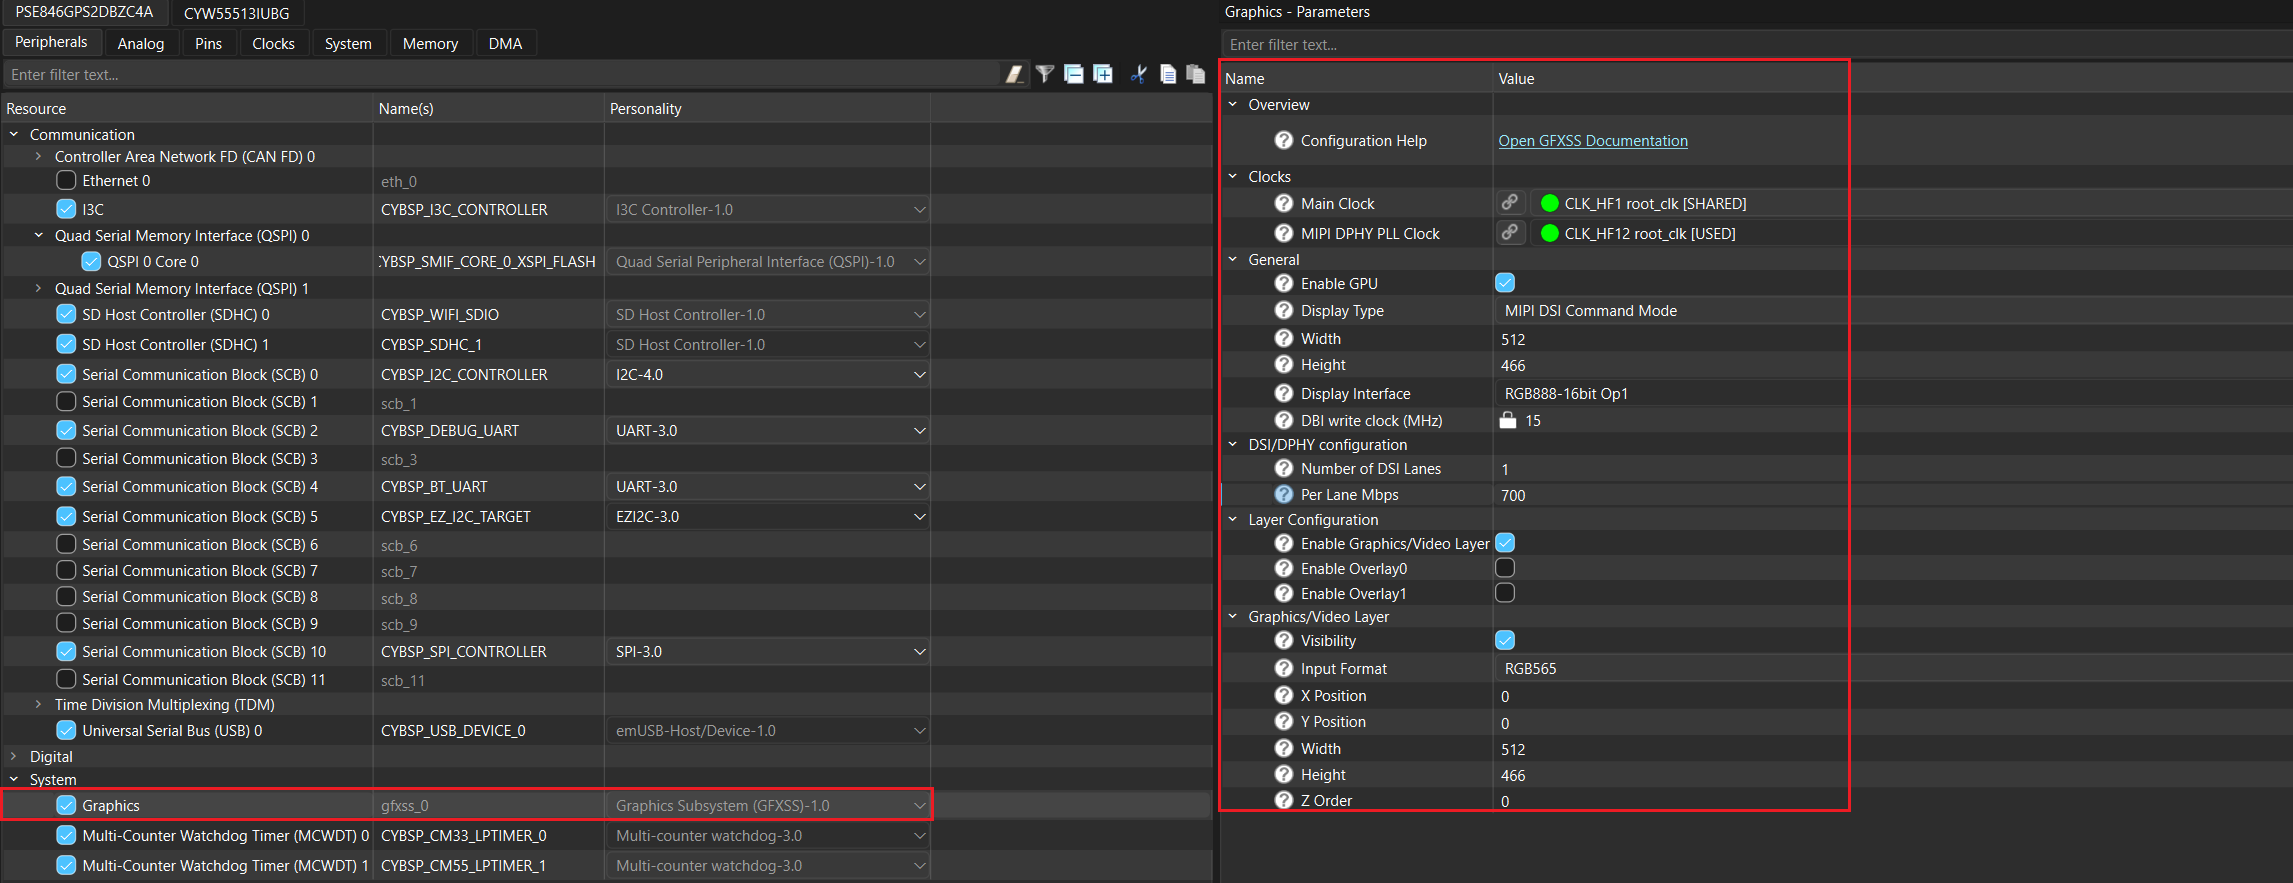 PSE846GPS2DBZC4A CYW55513IUBG
Peripherals Analog Pins Clocks System Memory DMA
Enter filter text...
Resource Name(s) Personality
Communication
Controller Area Network FD (CAN FD) 0
Ethernet 0 eth_0
I3C CYBSP_I3C_CONTROLLER I3C Controller-1.0
Quad Serial Memory Interface (QSPI) 0
QSPI 0 Core 0 :YBSP_SMIF_CORE_0_XSPI_FLASH Quad Serial Peripheral Interface (QSPI)-1.0
Quad Serial Memory Interface (QSPI) 1
SD Host Controller (SDHC) 0 CYBSP_WIFI_SDIO SD Host Controller-1.0
SD Host Controller (SDHC) 1 CYBSP_SDHC_1 SD Host Controller-1.0
Serial Communication Block (SCB) 0 CYBSP_I2C_CONTROLLER I2C-4.0
Serial Communication Block (SCB) 1 scb_1
Serial Communication Block (SCB) 2 CYBSP_DEBUG_UART UART-3.0
Serial Communication Block (SCB) 3 scb_3
Serial Communication Block (SCB) 4 CYBSP_BT_UART UART-3.0
Serial Communication Block (SCB) 5 CYBSP_EZ_I2C_TARGET EZI2C-3.0
Serial Communication Block (SCB) 6 scb_6
Serial Communication Block (SCB) 7 scb_7
Serial Communication Block (SCB) 8 scb_8
Serial Communication Block (SCB) 9 scb_9
Serial Communication Block (SCB) 10 CYBSP_SPI_CONTROLLER SPI-3.0
Serial Communication Block (SCB) 11 scb_11
Time Division Multiplexing (TDM)
Universal Serial Bus (USB) 0 CYBSP_USB_DEVICE_0 emUSB-Host/Device-1.0
Digital
System
Graphics gfxss_0 Graphics Subsystem (GFXSS)-1.0
Multi-Counter Watchdog Timer (MCWDT) 0 CYBSP_CM33_LPTIMER_0 Multi-counter watchdog-3.0
Multi-Counter Watchdog Timer (MCWDT) 1 CYBSP_CM55_LPTIMER_1 Multi-counter watchdog-3.0
Graphics - Parameters
Enter filter text...
Name Value
Overview
Configuration Help Open GFXSS Documentation
Clocks
Main Clock CLK_HF1 root_clk [SHARED]
MIPI DPHY PLL Clock CLK_HF12 root_clk [USED]
General
Enable GPU
Display Type MIPI DSI Command Mode
Width 512
Height 466
Display Interface RGB888-16bit Op1
DBI write clock (MHz) 15
DSI/DPHY configuration
Number of DSI Lanes 1
Per Lane Mbps 700
Layer Configuration
Enable Graphics/Video Layer
Enable Overlay0
Enable Overlay1
Graphics/Video Layer
Visibility
Input Format RGB565
X Position 0
Y Position 0
Width 512
Height 466
Z Order 0